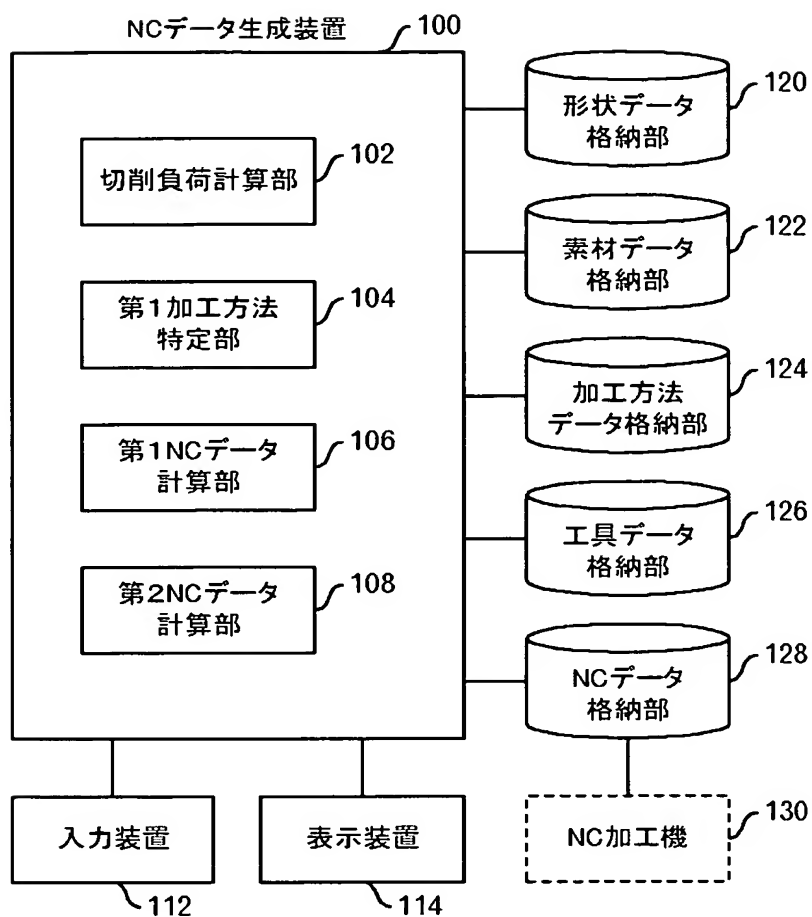 NCデータ生成装置
100
切削負荷計算部
102
第1加工方法
特定部
104
第1NCデータ
計算部
106
第2NCデータ
計算部
108
形状データ
格納部
120
素材データ
格納部
122
加工方法
データ格納部
124
工具データ
格納部
126
NCデータ
格納部
128
入力装置
112
表示装置
114
NC加工機
130